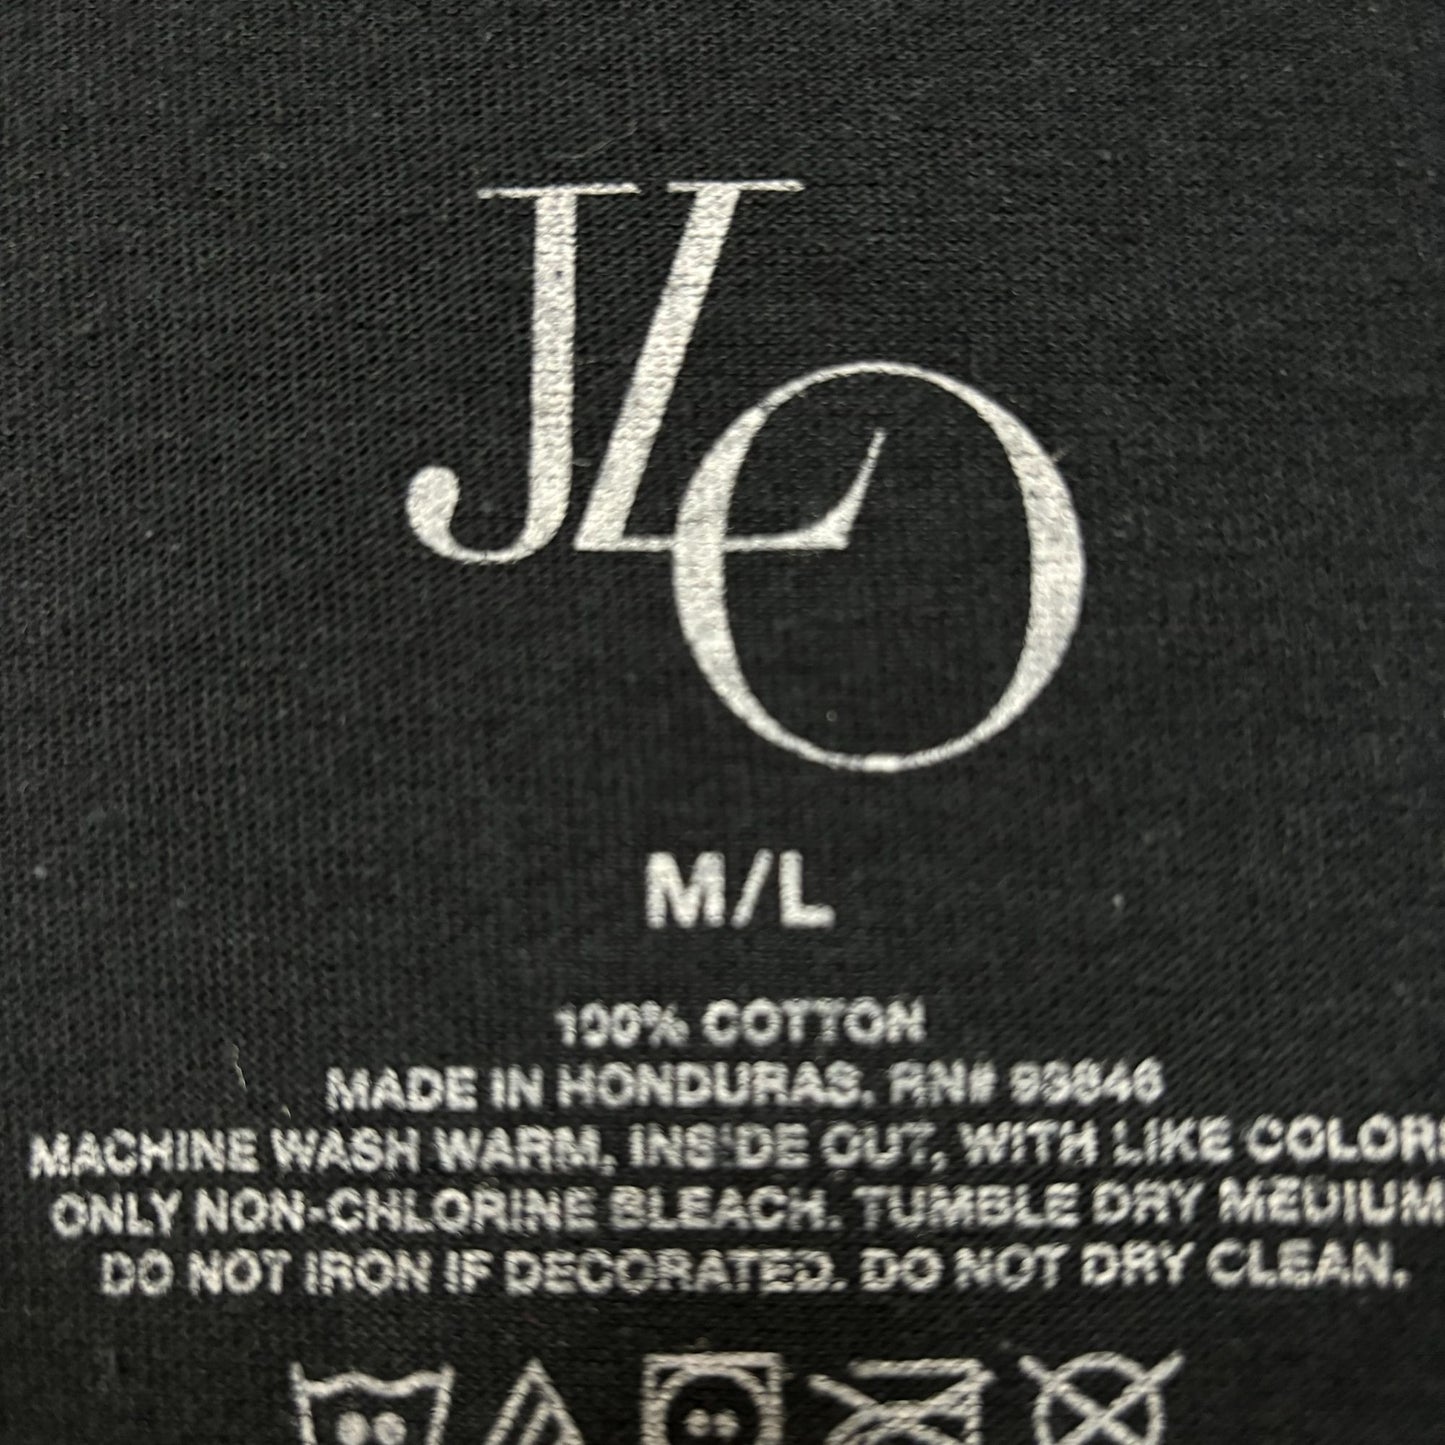 JLO
M/L
100% COTTON
MADE IN HONDURAS. RN# 93846
MACHINE WASH WARM, INSIDE OUT, WITH LIKE COLORS
ONLY NON-CHLORINE BLEACH. TUMBLE DRY MEDIUM
DO NOT IRON IF DECORATED. DO NOT DRY CLEAN.